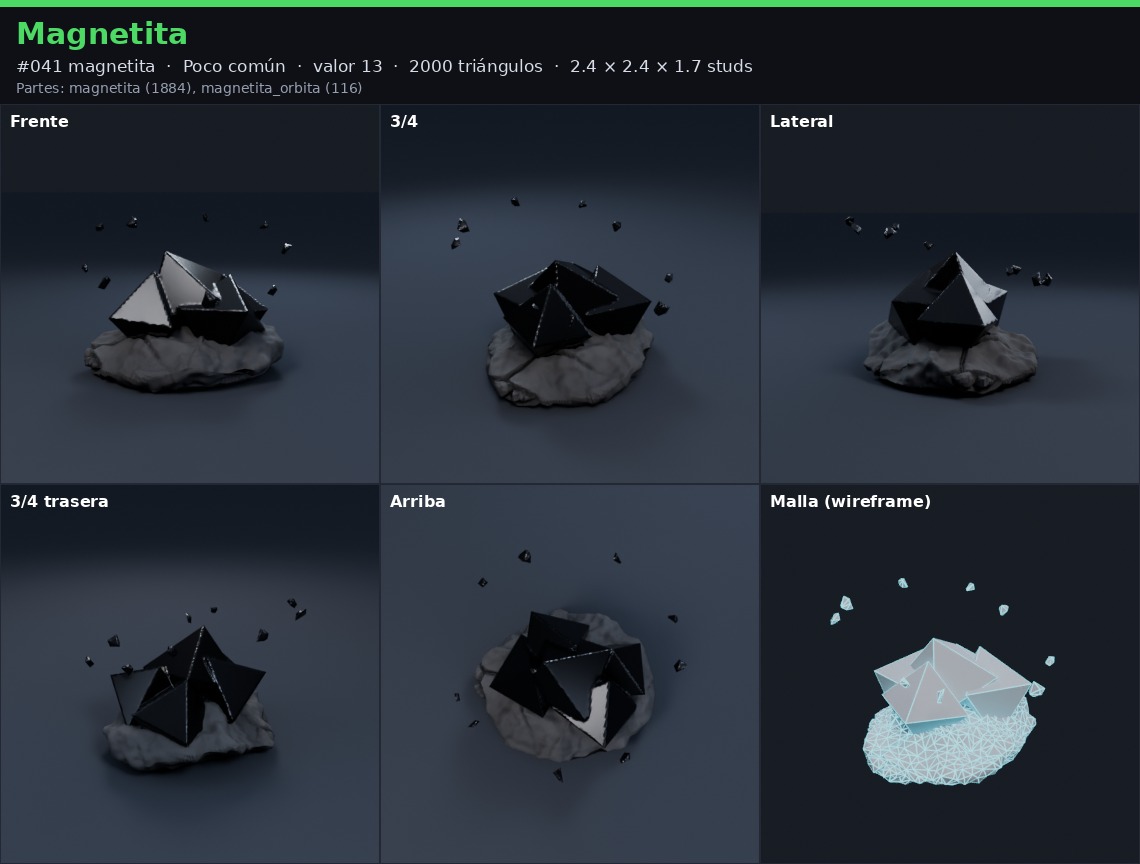 Magnetita
#041 magnetita · Poco común · valor 13 · 2000 triángulos · 2.4 × 2.4 × 1.7 studs
Partes: magnetita (1884), magnetita_orbita (116)
Frente
3/4
Lateral
3/4 trasera
Arriba
Malla (wireframe)